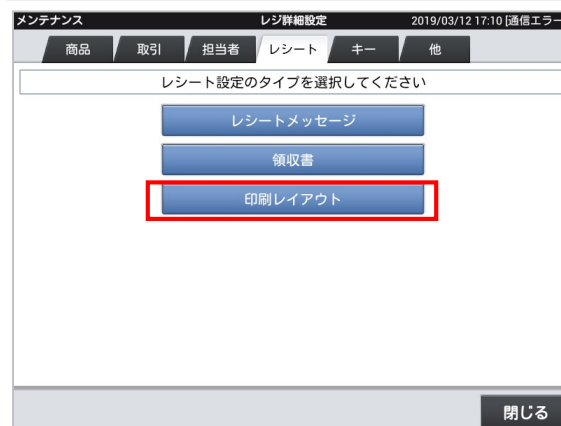 メンテナンス レジ詳細設定 2019/03/12 17:10 [通信エラー
商品 取引 担当者 レシート キー 他
レシート設定のタイプを選択してください
レシートメッセージ
領収書
印刷レイアウト
閉じる